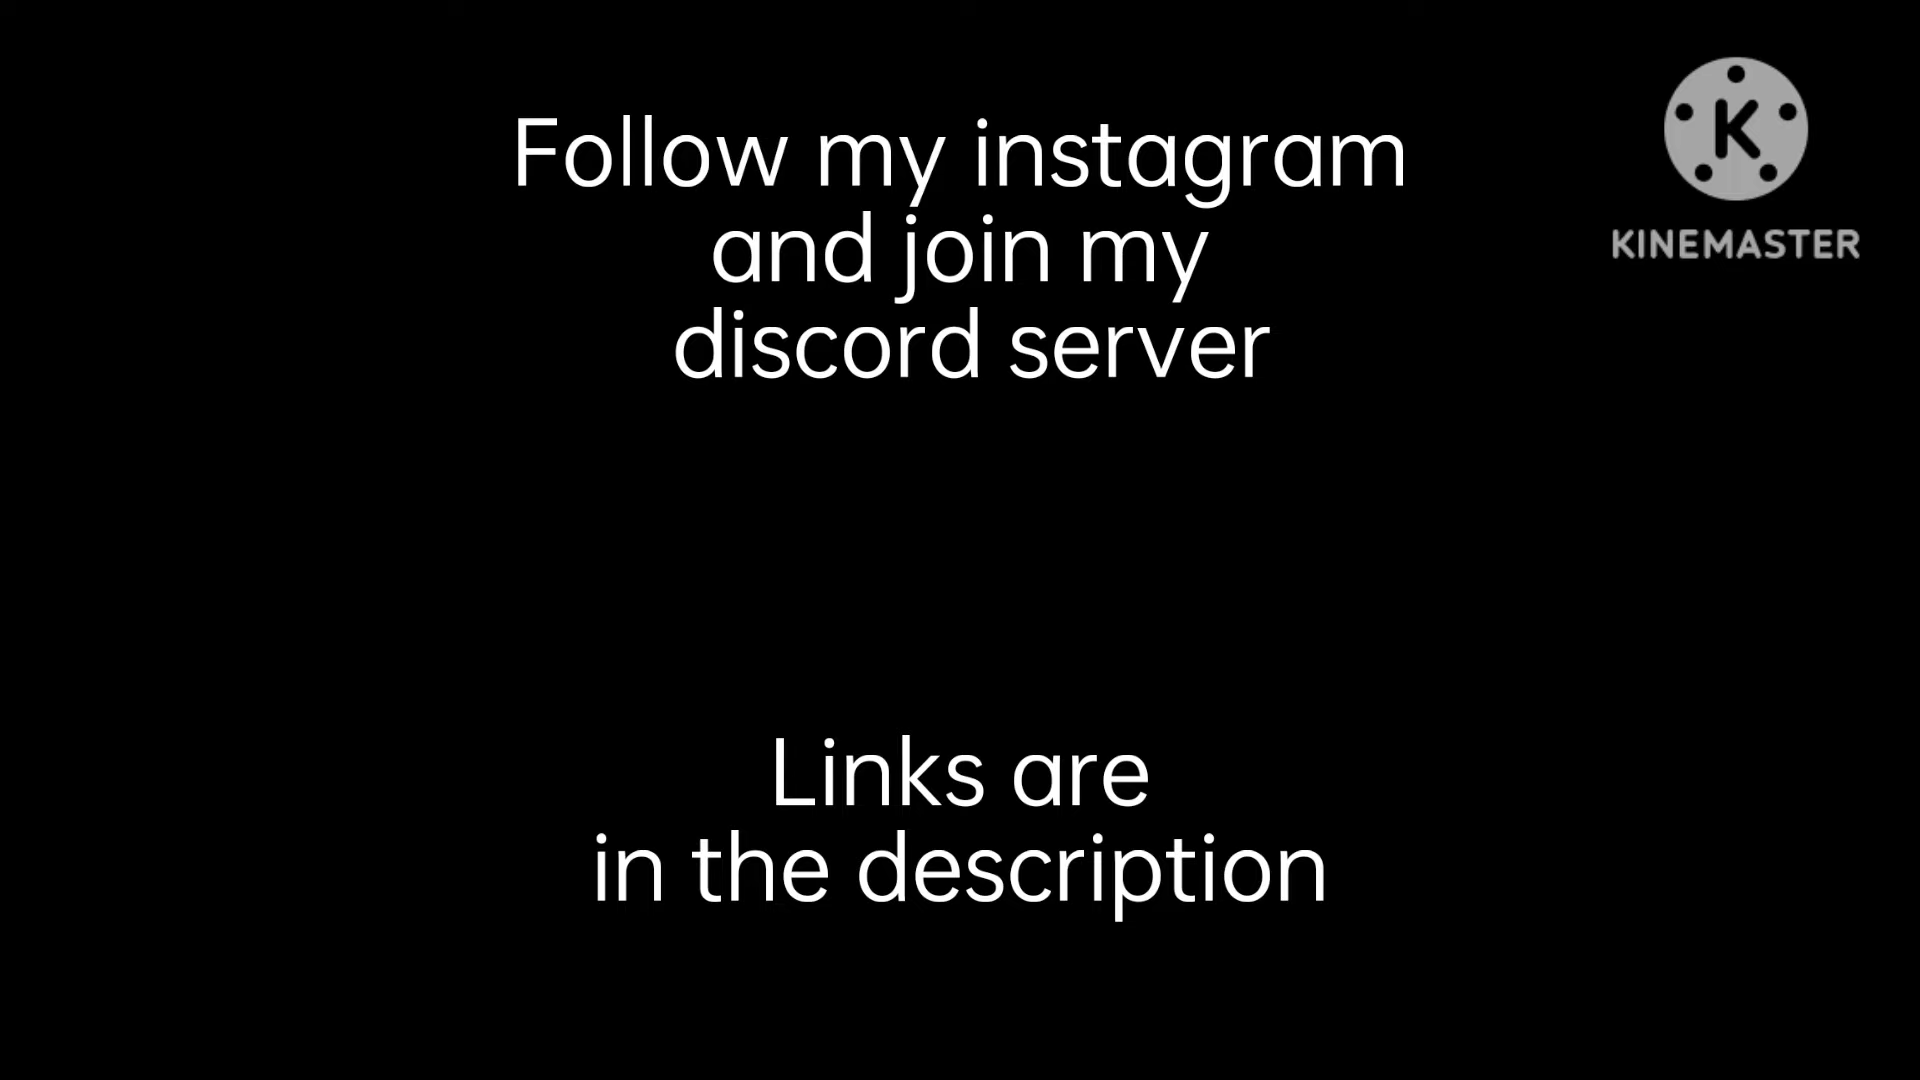 Follow my instagram
and join my
discord server
K
KINEMASTER
Links are
in the description